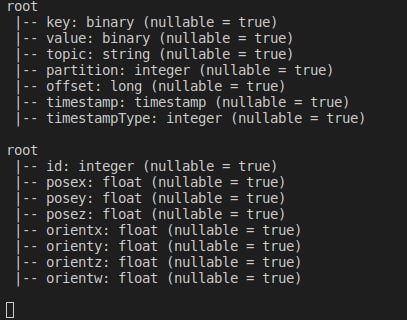 root
 |-- key: binary (nullable = true)
 |-- value: binary (nullable = true)
 |-- topic: string (nullable = true)
 |-- partition: integer (nullable = true)
 |-- offset: long (nullable = true)
 |-- timestamp: timestamp (nullable = true)
 |-- timestampType: integer (nullable = true)

root
 |-- id: integer (nullable = true)
 |-- posex: float (nullable = true)
 |-- posey: float (nullable = true)
 |-- posez: float (nullable = true)
 |-- orientx: float (nullable = true)
 |-- orienty: float (nullable = true)
 |-- orientz: float (nullable = true)
 |-- orientw: float (nullable = true)